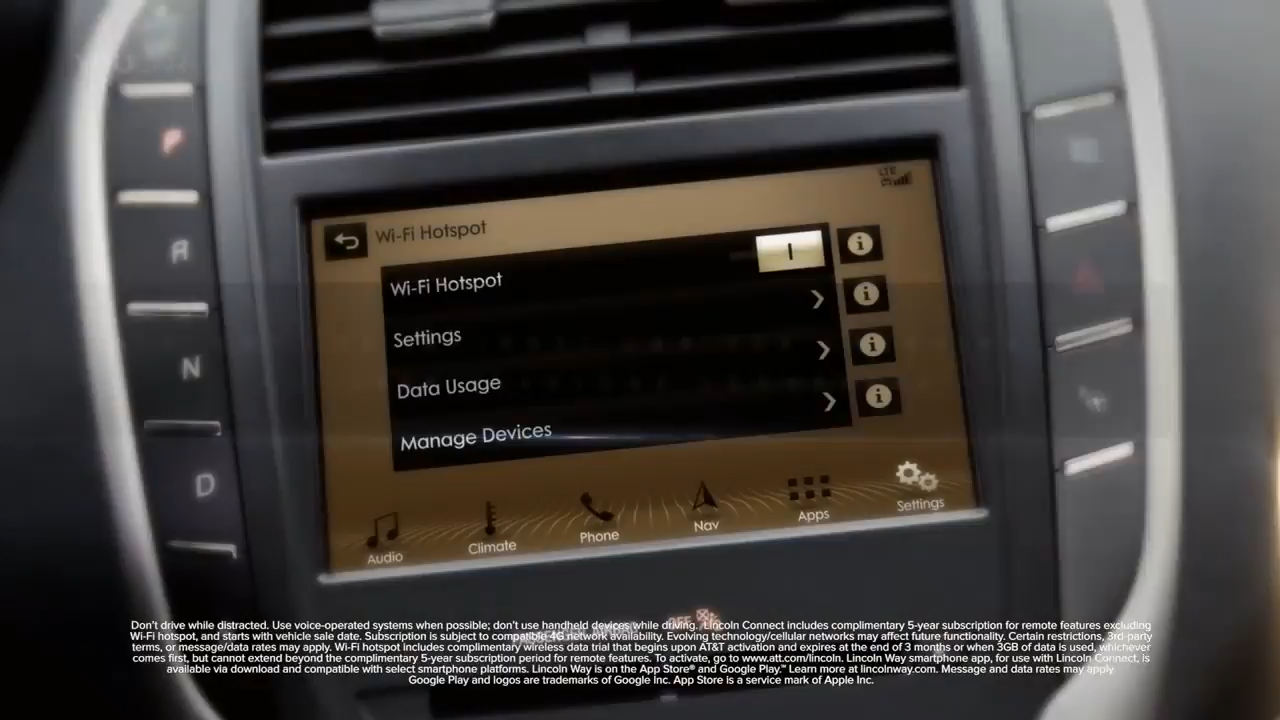 LTE
Wi-Fi Hotspot
Wi-Fi Hotspot
Settings
Data Usage
Manage Devices
Audio
Climate
Phone
Nav
Apps
Settings
P
R
N
D
OFF
Don't drive while distracted. Use voice-operated systems when possible; don't use handheld devices while driving. Lincoln Connect includes complimentary 5-year subscription for remote features excluding
Wi-Fi hotspot, and starts with vehicle sale date. Subscription is subject to compatible 4G network availability. Evolving technology/cellular networks may affect future functionality. Certain restrictions, 3rd-party
terms, or message/data rates may apply. Wi-Fi hotspot includes complimentary wireless data trial that begins upon AT&T activation and expires at the end of 3 months or when 3GB of data is used, whichever
comes first, but cannot extend beyond the complimentary 5-year subscription period for remote features. To activate, go to www.att.com/lincoln. Lincoln Way smartphone app, for use with Lincoln Connect, is
available via download and compatible with select smartphone platforms. Lincoln Way is on the App Store® and Google Play.™ Learn more at lincolnway.com. Message and data rates may apply
Google Play and logos are trademarks of Google Inc. App Store is a service mark of Apple Inc.